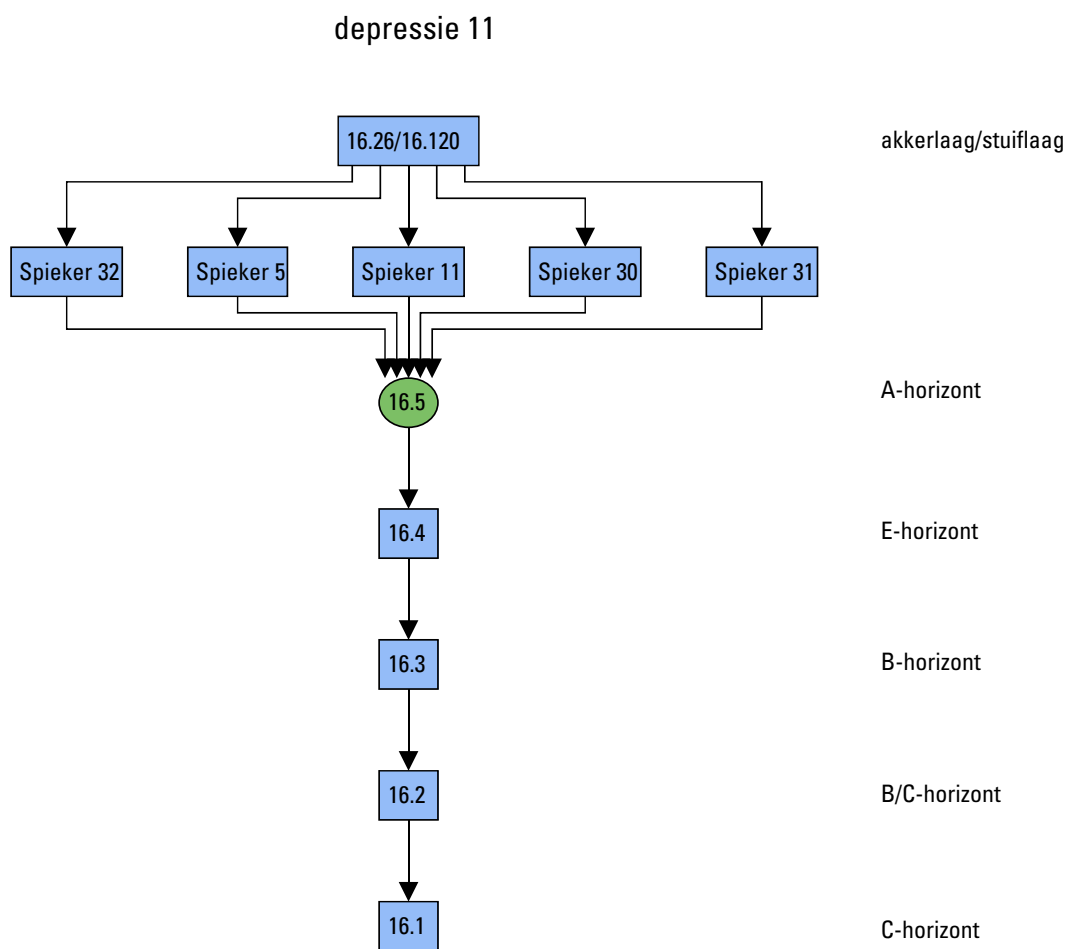 depressie 11
16.26/16.120
akkerlaag/stuiflaag
Spieker 32
Spieker 5
Spieker 11
Spieker 30
Spieker 31
16.5
A-horizont
16.4
E-horizont
16.3
B-horizont
16.2
B/C-horizont
16.1
C-horizont